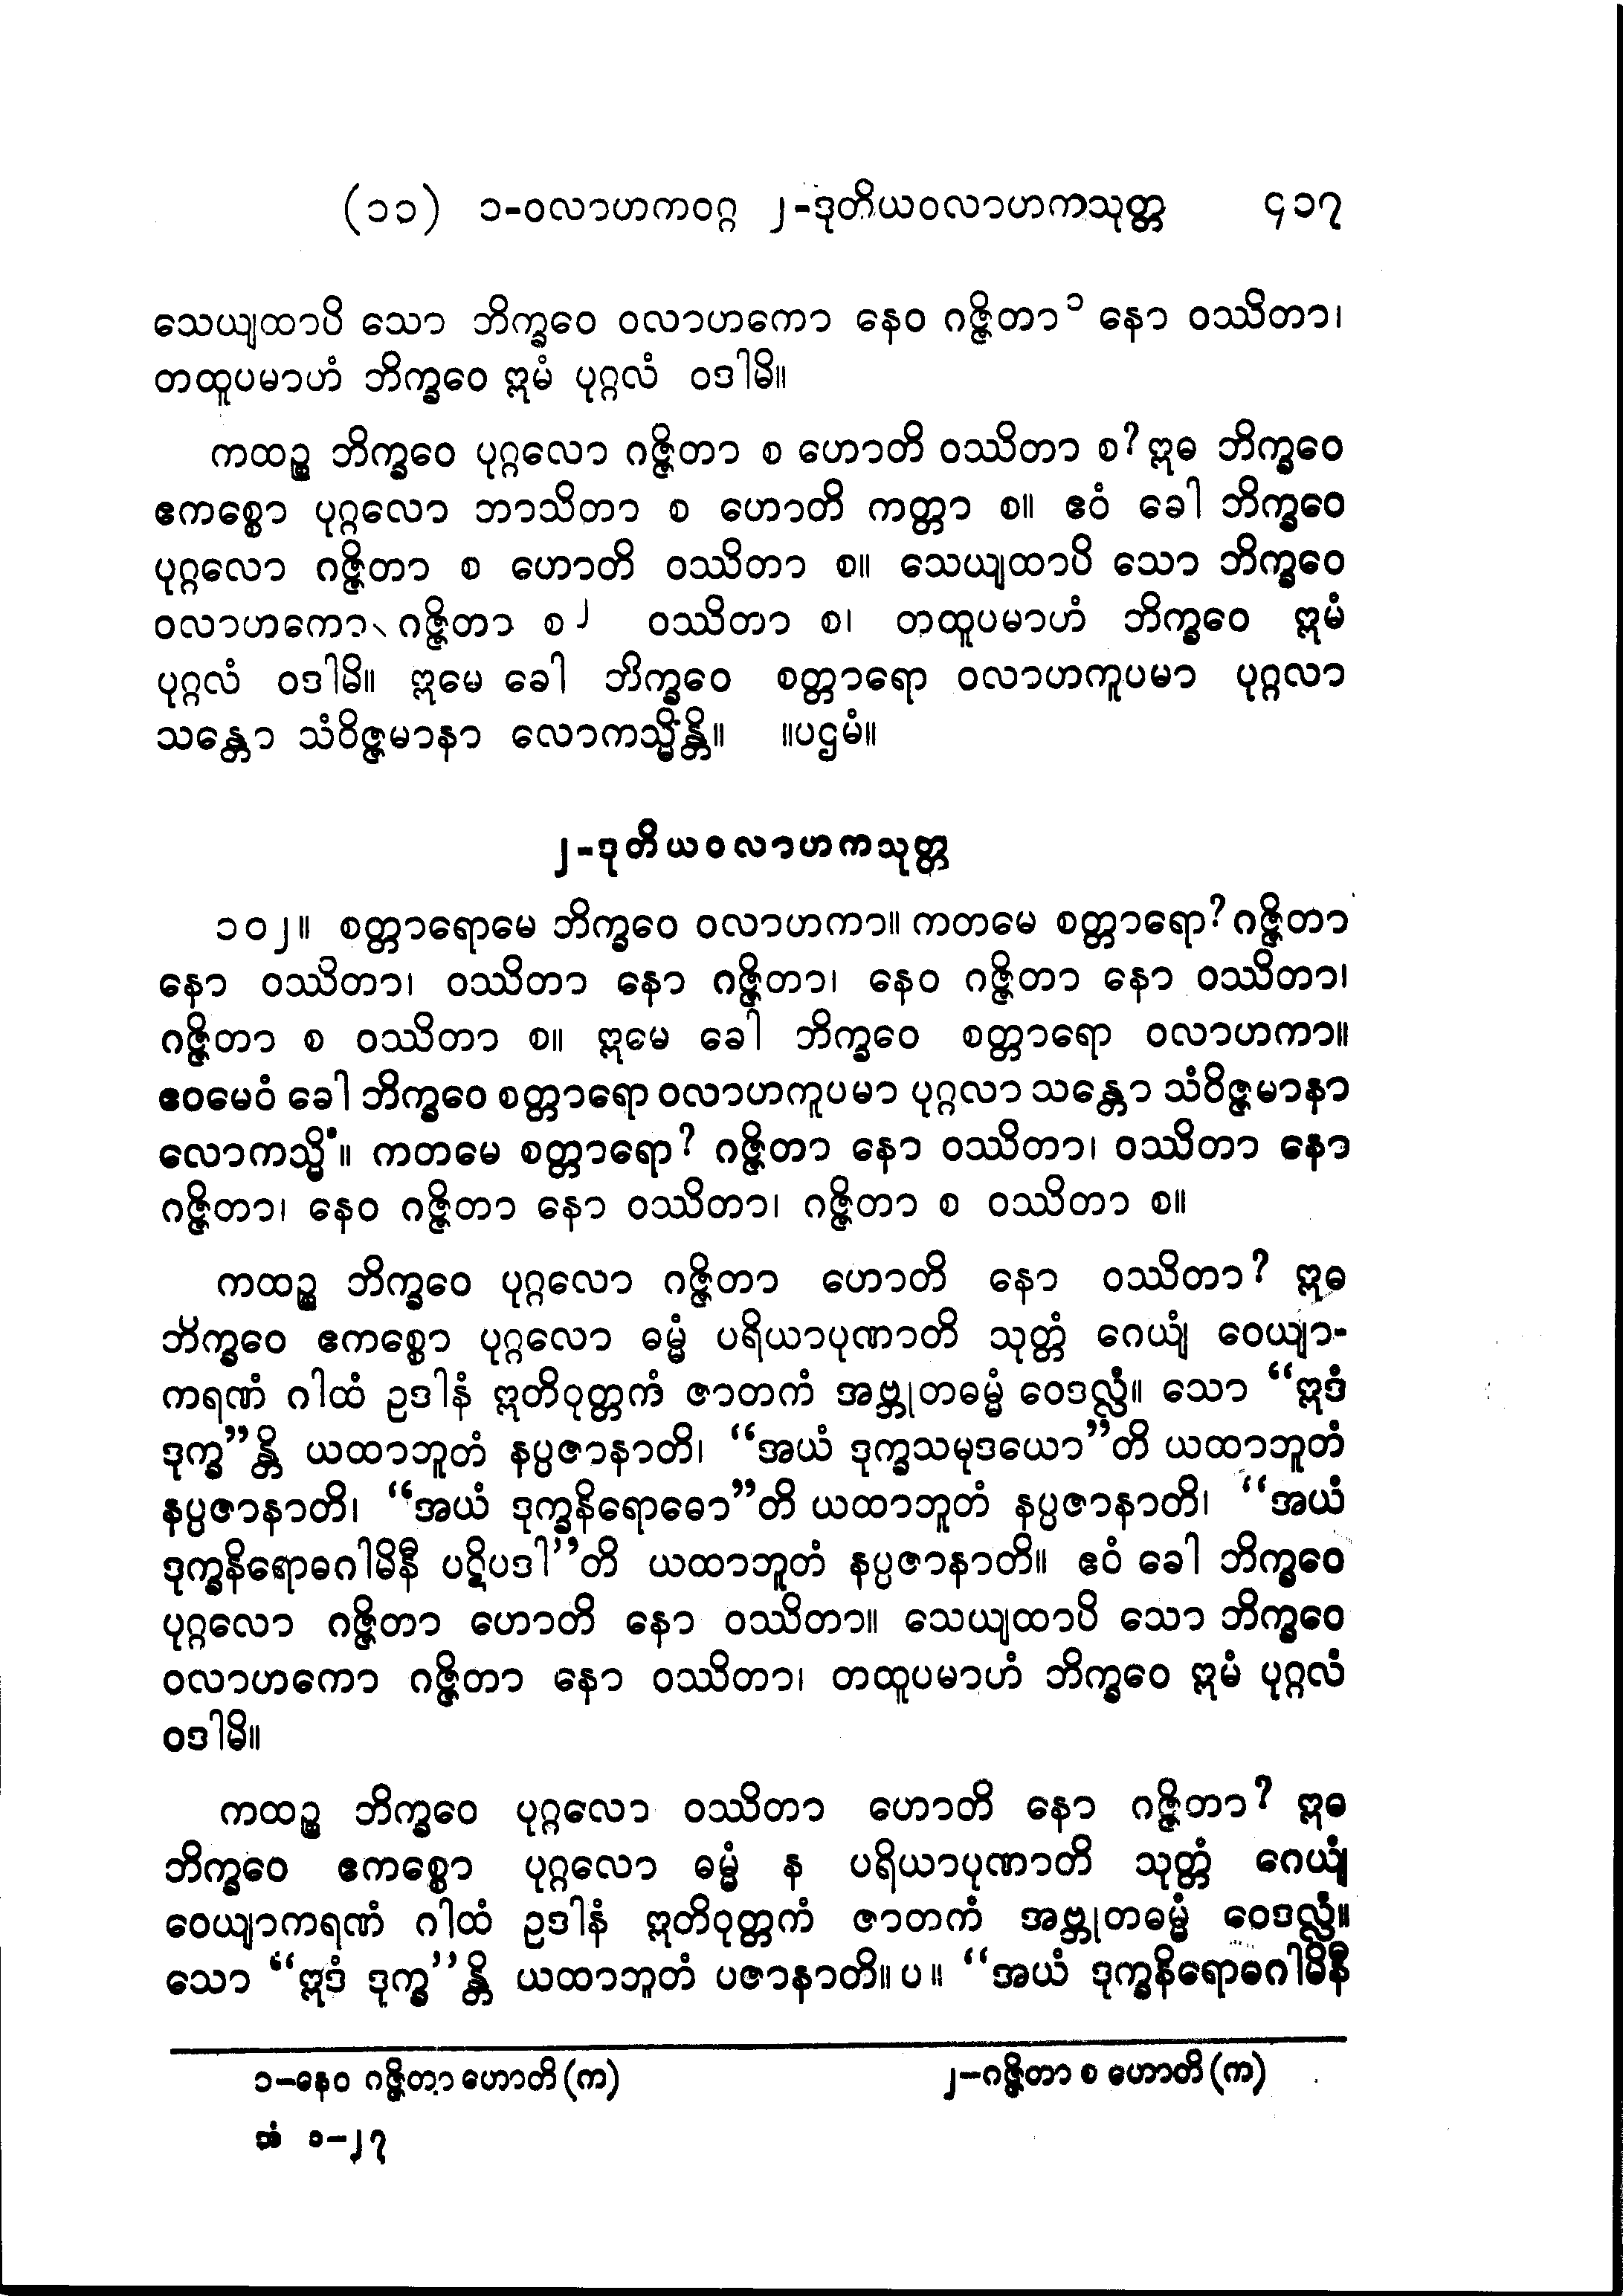 (၁၁) ၁-ဝလာဟကဝဂ္ဂ ၂-ဒုတိယဝလာဟကသုတ္တ ၄၁၇
သေယျထာပိ သော ဘိက္ခဝေ ဝလာဟကော နေဝ ဂဇ္ဇိတာ၁ နော ဝဿိတာ၊
တထူပမာဟံ ဘိက္ခဝေ ဣမံ ပုဂ္ဂလံ ဝဒါမိ။
ကထဉ္စ ဘိက္ခဝေ ပုဂ္ဂလော ဂဇ္ဇိတာ စ ဟောတိ ဝဿိတာ စ? ဣဓ ဘိက္ခဝေ
ဧကစ္စော ပုဂ္ဂလော ဘာသိတာ စ ဟောတိ ကတ္တာ စ။ ဧဝံ ခေါ ဘိက္ခဝေ
ပုဂ္ဂလော ဂဇ္ဇိတာ စ ဟောတိ ဝဿိတာ စ။ သေယျထာပိ သော ဘိက္ခဝေ
ဝလာဟကော ဂဇ္ဇိတာ စ၂ ဝဿိတာ စ၊ တထူပမာဟံ ဘိက္ခဝေ ဣမံ
ပုဂ္ဂလံ ဝဒါမိ။ ဣမေ ခေါ ဘိက္ခဝေ စတ္တာရော ဝလာဟကူပမာ ပုဂ္ဂလာ
သန္တော သံဝိဇ္ဇမာနာ လောကသ္မိံန္တိ။ ။ပဌမံ။
၂-ဒုတိယဝလာဟကသုတ္တ
၁၀၂။ စတ္တာရောမေ ဘိက္ခဝေ ဝလာဟကာ။ ကတမေ စတ္တာရော? ဂဇ္ဇိတာ
နော ဝဿိတာ၊ ဝဿိတာ နော ဂဇ္ဇိတာ၊ နေဝ ဂဇ္ဇိတာ နော ဝဿိတာ၊
ဂဇ္ဇိတာ စ ဝဿိတာ စ။ ဣမေ ခေါ ဘိက္ခဝေ စတ္တာရော ဝလာဟကာ။
ဧဝမေဝံ ခေါ ဘိက္ခဝေ စတ္တာရော ဝလာဟကူပမာ ပုဂ္ဂလာ သန္တော သံဝိဇ္ဇမာနာ
လောကသ္မိံ။ ကတမေ စတ္တာရော? ဂဇ္ဇိတာ နော ဝဿိတာ၊ ဝဿိတာ နော
ဂဇ္ဇိတာ၊ နေဝ ဂဇ္ဇိတာ နော ဝဿိတာ၊ ဂဇ္ဇိတာ စ ဝဿိတာ စ။
ကထဉ္စ ဘိက္ခဝေ ပုဂ္ဂလော ဂဇ္ဇိတာ ဟောတိ နော ဝဿိတာ? ဣဓ
ဘိက္ခဝေ ဧကစ္စော ပုဂ္ဂလော ဓမ္မံ ပရိယာပုဏာတိ သုတ္တံ ဂေယျံ ဝေယျာ-
ကရဏံ ဂါထံ ဥဒါနံ ဣတိဝုတ္တကံ ဇာတကံ အဗ္ဘုတဓမ္မံ ဝေဒလ္လံ။ သော “ဣဒံ
ဒုက္ခ”န္တိ ယထာဘူတံ နပ္ပဇာနာတိ၊ “အယံ ဒုက္ခသမုဒယော”တိ ယထာဘူတံ
နပ္ပဇာနာတိ၊ “အယံ ဒုက္ခနိရောဓော”တိ ယထာဘူတံ နပ္ပဇာနာတိ၊ “အယံ
ဒုက္ခနိရောဓဂါမိနီ ပဋိပဒါ”တိ ယထာဘူတံ နပ္ပဇာနာတိ။ ဧဝံ ခေါ ဘိက္ခဝေ
ပုဂ္ဂလော ဂဇ္ဇိတာ ဟောတိ နော ဝဿိတာ။ သေယျထာပိ သော ဘိက္ခဝေ
ဝလာဟကော ဂဇ္ဇိတာ နော ဝဿိတာ၊ တထူပမာဟံ ဘိက္ခဝေ ဣမံ ပုဂ္ဂလံ
ဝဒါမိ။
ကထဉ္စ ဘိက္ခဝေ ပုဂ္ဂလော ဝဿိတာ ဟောတိ နော ဂဇ္ဇိတာ? ဣဓ
ဘိက္ခဝေ ဧကစ္စော ပုဂ္ဂလော ဓမ္မံ န ပရိယာပုဏာတိ သုတ္တံ ဂေယျံ
ဝေယျာကရဏံ ဂါထံ ဥဒါနံ ဣတိဝုတ္တကံ ဇာတကံ အဗ္ဘုတဓမ္မံ ဝေဒလ္လံ။
သော “ဣဒံ ဒုက္ခ”န္တိ ယထာဘူတံ ပဇာနာတိ။ ပ ။ “အယံ ဒုက္ခနိရောဓဂါမိနီ
၁-နေဝ ဂဇ္ဇိတာ ဟောတိ (က) ၂-ဂဇ္ဇိတာ စ ဟောတိ (က)
အံ ၁-၂၇